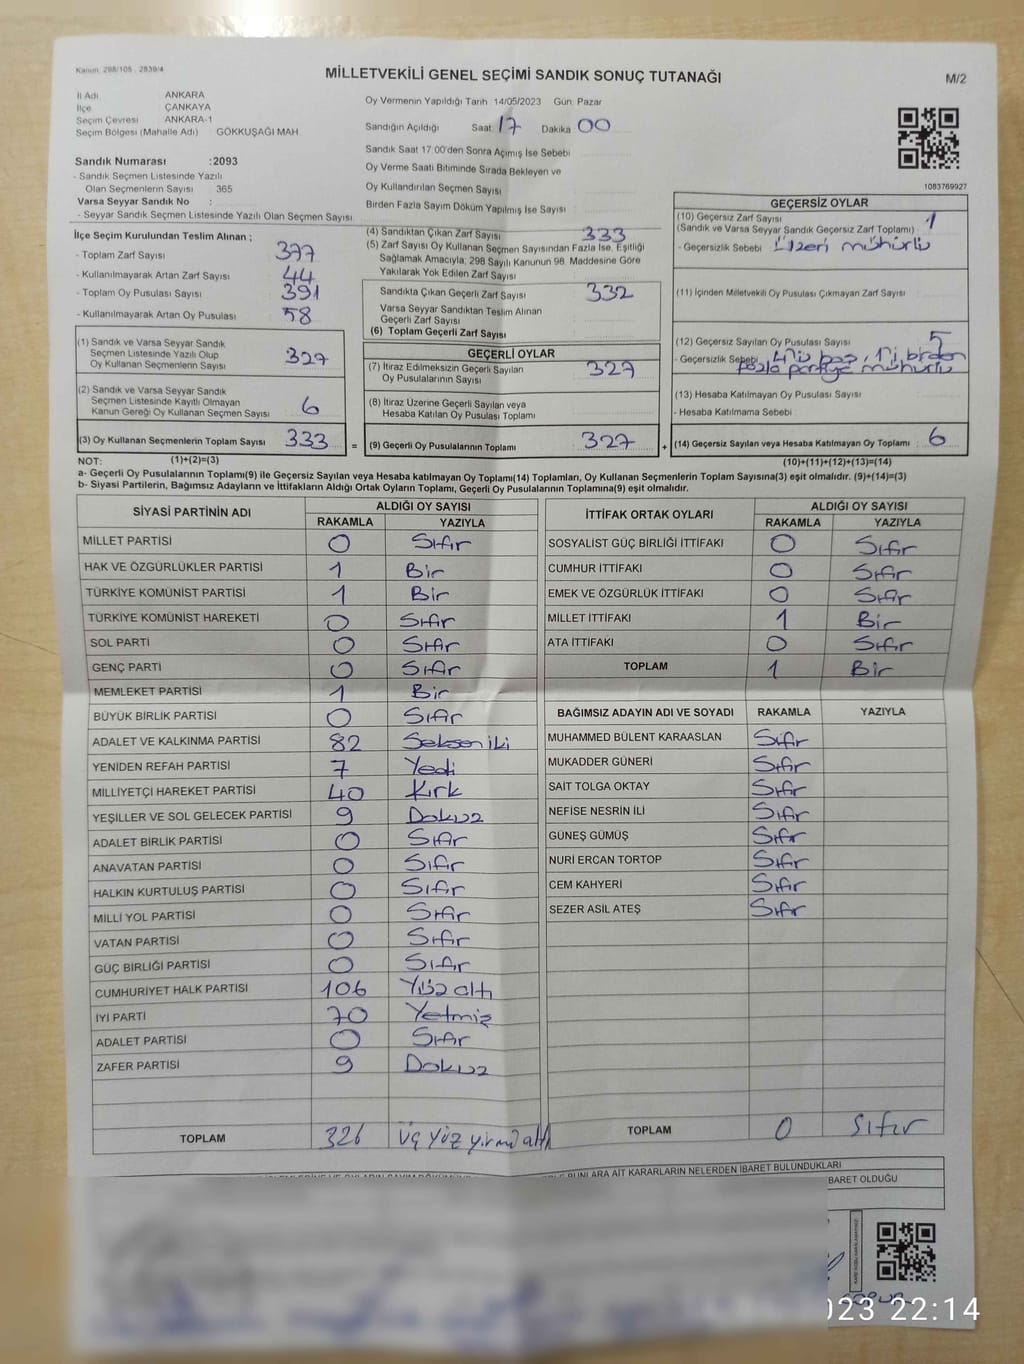 Kanun: 298/105, 2839/4
MİLLETVEKİLİ GENEL SEÇİMİ SANDIK SONUÇ TUTANAĞI
M/2
İl Adı ANKARA
İlçe ÇANKAYA
Seçim Çevresi ANKARA-1
Seçim Bölgesi (Mahalle Adı) GÖKKUŞAĞI MAH
Sandık Numarası :2093
- Sandık Seçmen Listesinde Yazılı
Olan Seçmenlerin Sayısı 365
Varsa Seyyar Sandık No :
- Seyyar Sandık Seçmen Listesinde Yazılı Olan Seçmen Sayısı
Oy Vermenin Yapıldığı Tarih 14/05/2023 Gün: Pazar
Sandığın Açıldığı Saat 17 Dakika 00
Sandık Saat 17:00'den Sonra Açımış İse Sebebi
Oy Verme Saati Bitiminde Sırada Bekleyen ve
Oy Kullandırılan Seçmen Sayısı
Birden Fazla Sayım Döküm Yapılmış İse Sayısı
1083769927
İlçe Seçim Kurulundan Teslim Alınan ;
- Toplam Zarf Sayısı 377
- Kullanılmayarak Artan Zarf Sayısı 44
- Toplam Oy Pusulası Sayısı 391
- Kullanılmayarak Artan Oy Pusulası 58
(1) Sandık ve Varsa Seyyar Sandık
Seçmen Listesinde Yazılı Olup
Oy Kullanan Seçmenlerin Sayısı 327
(2) Sandık ve Varsa Seyyar Sandık
Seçmen Listesinde Kayıtlı Olmayan
Kanun Gereği Oy Kullanan Seçmen Sayısı 6
(3) Oy Kullanan Seçmenlerin Toplam Sayısı 333 =
(4) Sandıktan Çıkan Zarf Sayısı 333
(5) Zarf Sayısı Oy Kullanan Seçmen Sayısından Fazla İse, Eşitliği
Sağlamak Amacıyla; 298 Sayılı Kanunun 98. Maddesine Göre
Yakılarak Yok Edilen Zarf Sayısı
Sandıkta Çıkan Geçerli Zarf Sayısı 332
Varsa Seyyar Sandıktan Teslim Alınan
Geçerli Zarf Sayısı
(6) Toplam Geçerli Zarf Sayısı
GEÇERLİ OYLAR
(7) İtiraz Edilmeksizin Geçerli Sayılan
Oy Pusulalarının Sayısı 327
(8) İtiraz Üzerine Geçerli Sayılan veya
Hesaba Katılan Oy Pusulası Toplamı
(9) Geçerli Oy Pusulalarının Toplamı : 327 +
GEÇERSİZ OYLAR
(10) Geçersiz Zarf Sayısı 1
(Sandık ve Varsa Seyyar Sandık Geçersiz Zarf Toplamı)
- Geçersizlik Sebebi : Üzeri mühürlü
(11) İçinden Milletvekili Oy Pusulası Çıkmayan Zarf Sayısı
(12) Geçersiz Sayılan Oy Pusulası Sayısı 5
- Geçersizlik Sebebi : 4'ü boş, 1'i birden
fazla partiye mühürlü
(13) Hesaba Katılmayan Oy Pusulası Sayısı
- Hesaba Katılmama Sebebi :
(14) Geçersiz Sayılan veya Hesaba Katılmayan Oy Toplamı : 6
NOT: (1)+(2)=(3) (10)+(11)+(12)+(13)=(14)
a- Geçerli Oy Pusulalarının Toplamı(9) ile Geçersiz Sayılan veya Hesaba katılmayan Oy Toplamı(14) Toplamları, Oy Kullanan Seçmenlerin Toplam Sayısına(3) eşit olmalıdır. (9)+(14)=(3)
b- Siyasi Partilerin, Bağımsız Adayların ve İttifakların Aldığı Ortak Oyların Toplamı, Geçerli Oy Pusulalarının Toplamına(9) eşit olmalıdır.
SİYASİ PARTİNİN ADI ALDIĞI OY SAYISI
RAKAMLA YAZIYLA
MİLLET PARTİSİ 0 Sıfır
HAK VE ÖZGÜRLÜKLER PARTİSİ 1 Bir
TÜRKİYE KOMÜNİST PARTİSİ 1 Bir
TÜRKİYE KOMÜNİST HAREKETİ 0 Sıfır
SOL PARTİ 0 Sıfır
GENÇ PARTİ 0 Sıfır
MEMLEKET PARTİSİ 1 Bir
BÜYÜK BİRLİK PARTİSİ 0 Sıfır
ADALET VE KALKINMA PARTİSİ 82 Seksen iki
YENİDEN REFAH PARTİSİ 7 Yedi
MİLLİYETÇİ HAREKET PARTİSİ 40 Kırk
YEŞİLLER VE SOL GELECEK PARTİSİ 9 Dokuz
ADALET BİRLİK PARTİSİ 0 Sıfır
ANAVATAN PARTİSİ 0 Sıfır
HALKIN KURTULUŞ PARTİSİ 0 Sıfır
MİLLİ YOL PARTİSİ 0 Sıfır
VATAN PARTİSİ 0 Sıfır
GÜÇ BİRLİĞİ PARTİSİ 0 Sıfır
CUMHURİYET HALK PARTİSİ 106 Yüz altı
İYİ PARTİ 70 Yetmiş
ADALET PARTİSİ 0 Sıfır
ZAFER PARTİSİ 9 Dokuz
TOPLAM 326 üç yüz yirmi altı
İTTİFAK ORTAK OYLARI ALDIĞI OY SAYISI
RAKAMLA YAZIYLA
SOSYALİST GÜÇ BİRLİĞİ İTTİFAKI 0 Sıfır
CUMHUR İTTİFAKI 0 Sıfır
EMEK VE ÖZGÜRLÜK İTTİFAKI 0 Sıfır
MİLLET İTTİFAKI 1 Bir
ATA İTTİFAKI 0 Sıfır
TOPLAM 1 Bir
BAĞIMSIZ ADAYIN ADI VE SOYADI RAKAMLA YAZIYLA
MUHAMMED BÜLENT KARAASLAN Sıfır
MUKADDER GÜNERİ Sıfır
SAİT TOLGA OKTAY Sıfır
NEFİSE NESRİN İLİ Sıfır
GÜNEŞ GÜMÜŞ Sıfır
NURİ ERCAN TORTOP Sıfır
CEM KAHYERİ Sıfır
SEZER ASİL ATEŞ Sıfır
TOPLAM 0 Sıfır
BUNLARA AİT KARARLARIN NELERDEN İBARET BULUNDUKLARI
BARET OLDUĞU
023 22:14